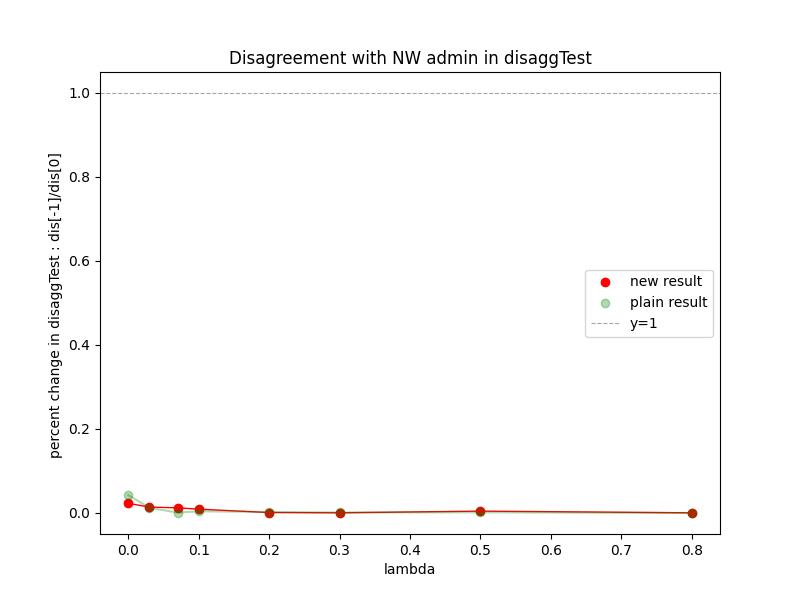 Disagreement with NW admin in disaggTest
percent change in disaggTest : dis[-1]/dis[0]
1.0
0.8
0.6
0.4
0.2
0.0
new result
plain result
y=1
0.0 0.1 0.2 0.3 0.4 0.5 0.6 0.7 0.8
lambda